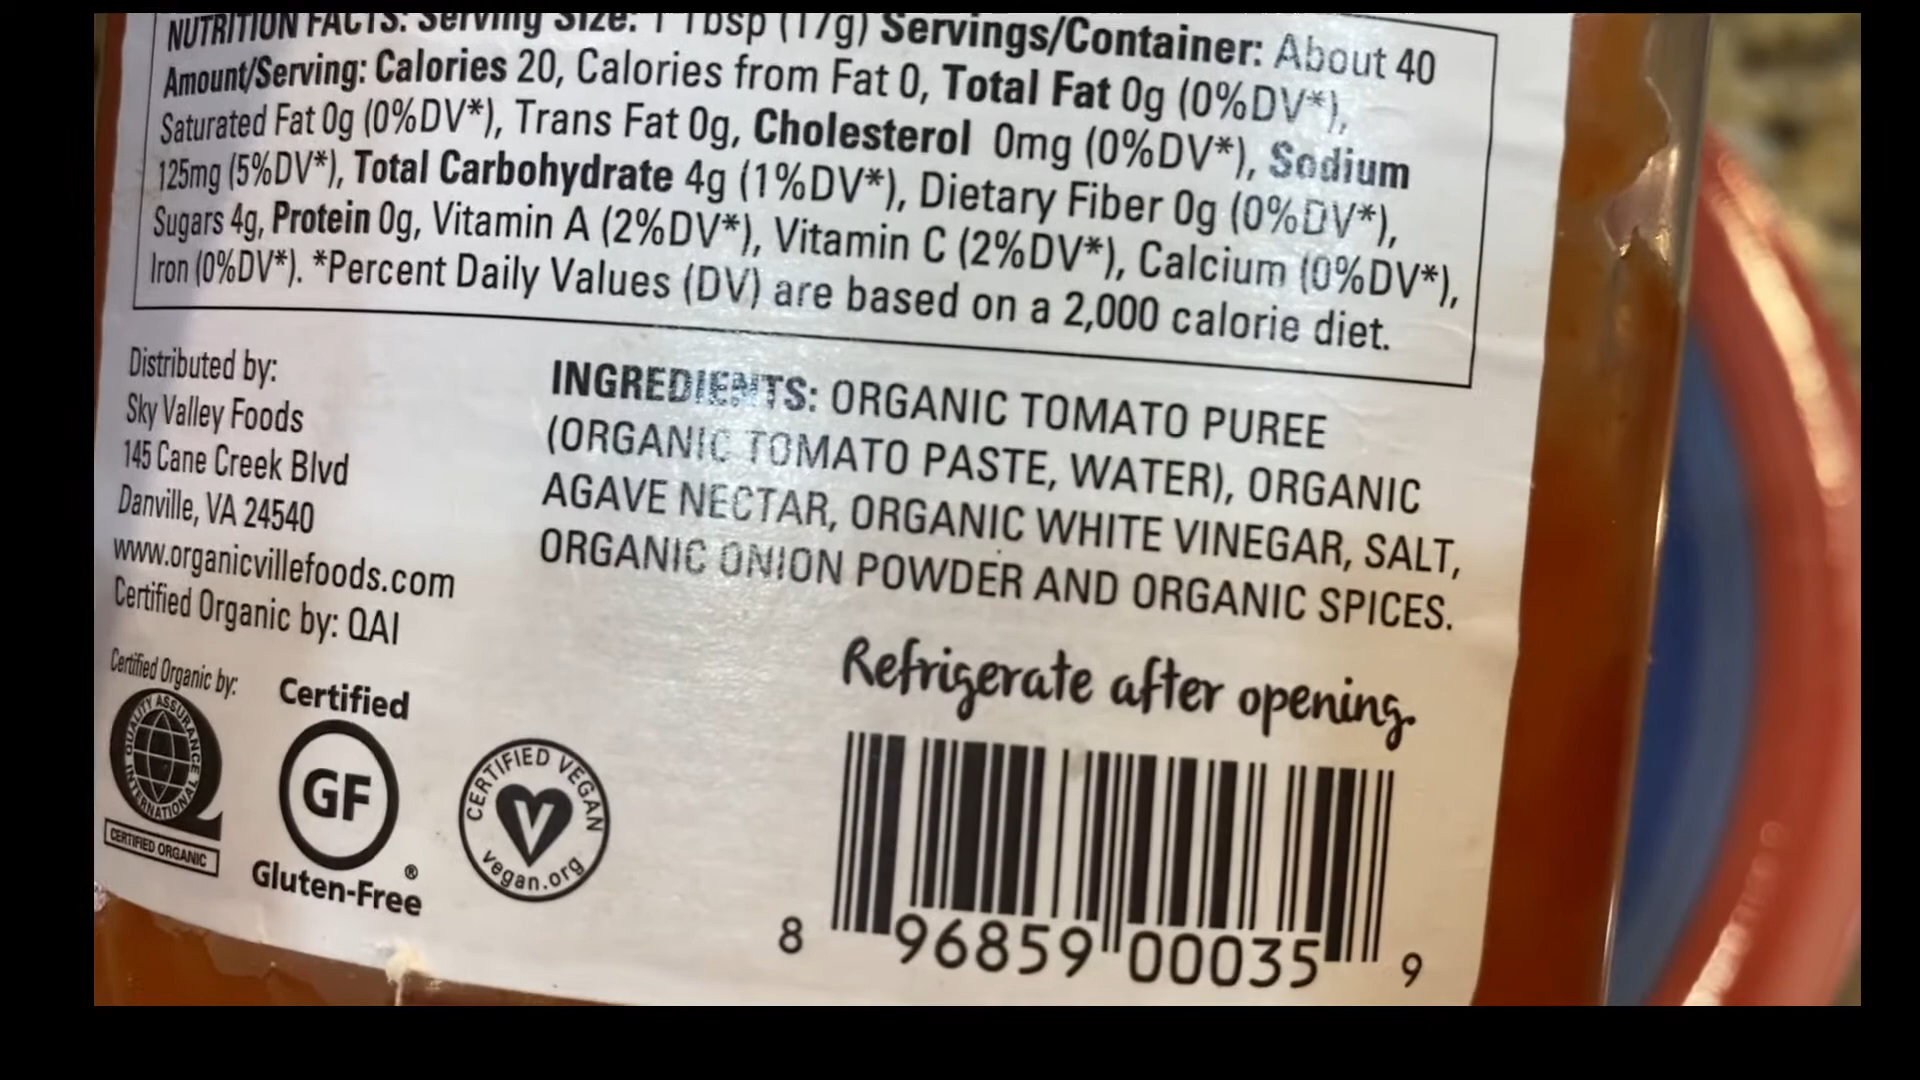 NUTRITION FACTS: Serving Size: 1 Tbsp (17g) Servings/Container: About 40
Amount/Serving: Calories 20, Calories from Fat 0, Total Fat 0g (0%DV*),
Saturated Fat 0g (0%DV*), Trans Fat 0g, Cholesterol 0mg (0%DV*), Sodium
125mg (5%DV*), Total Carbohydrate 4g (1%DV*), Dietary Fiber 0g (0%DV*),
Sugars 4g, Protein 0g, Vitamin A (2%DV*), Vitamin C (2%DV*), Calcium (0%DV*),
Iron (0%DV*). *Percent Daily Values (DV) are based on a 2,000 calorie diet.
Distributed by:
Sky Valley Foods
145 Cane Creek Blvd
Danville, VA 24540
www.organicvillefoods.com
Certified Organic by: QAI
INGREDIENTS: ORGANIC TOMATO PUREE
(ORGANIC TOMATO PASTE, WATER), ORGANIC
AGAVE NECTAR, ORGANIC WHITE VINEGAR, SALT,
ORGANIC ONION POWDER AND ORGANIC SPICES.
Refrigerate after opening.
Certified Organic by:
QUALITY ASSURANCE INTERNATIONAL
CERTIFIED ORGANIC
Certified
GF
®
Gluten-Free
CERTIFIED VEGAN
V
vegan.org
8 96859 00035 9